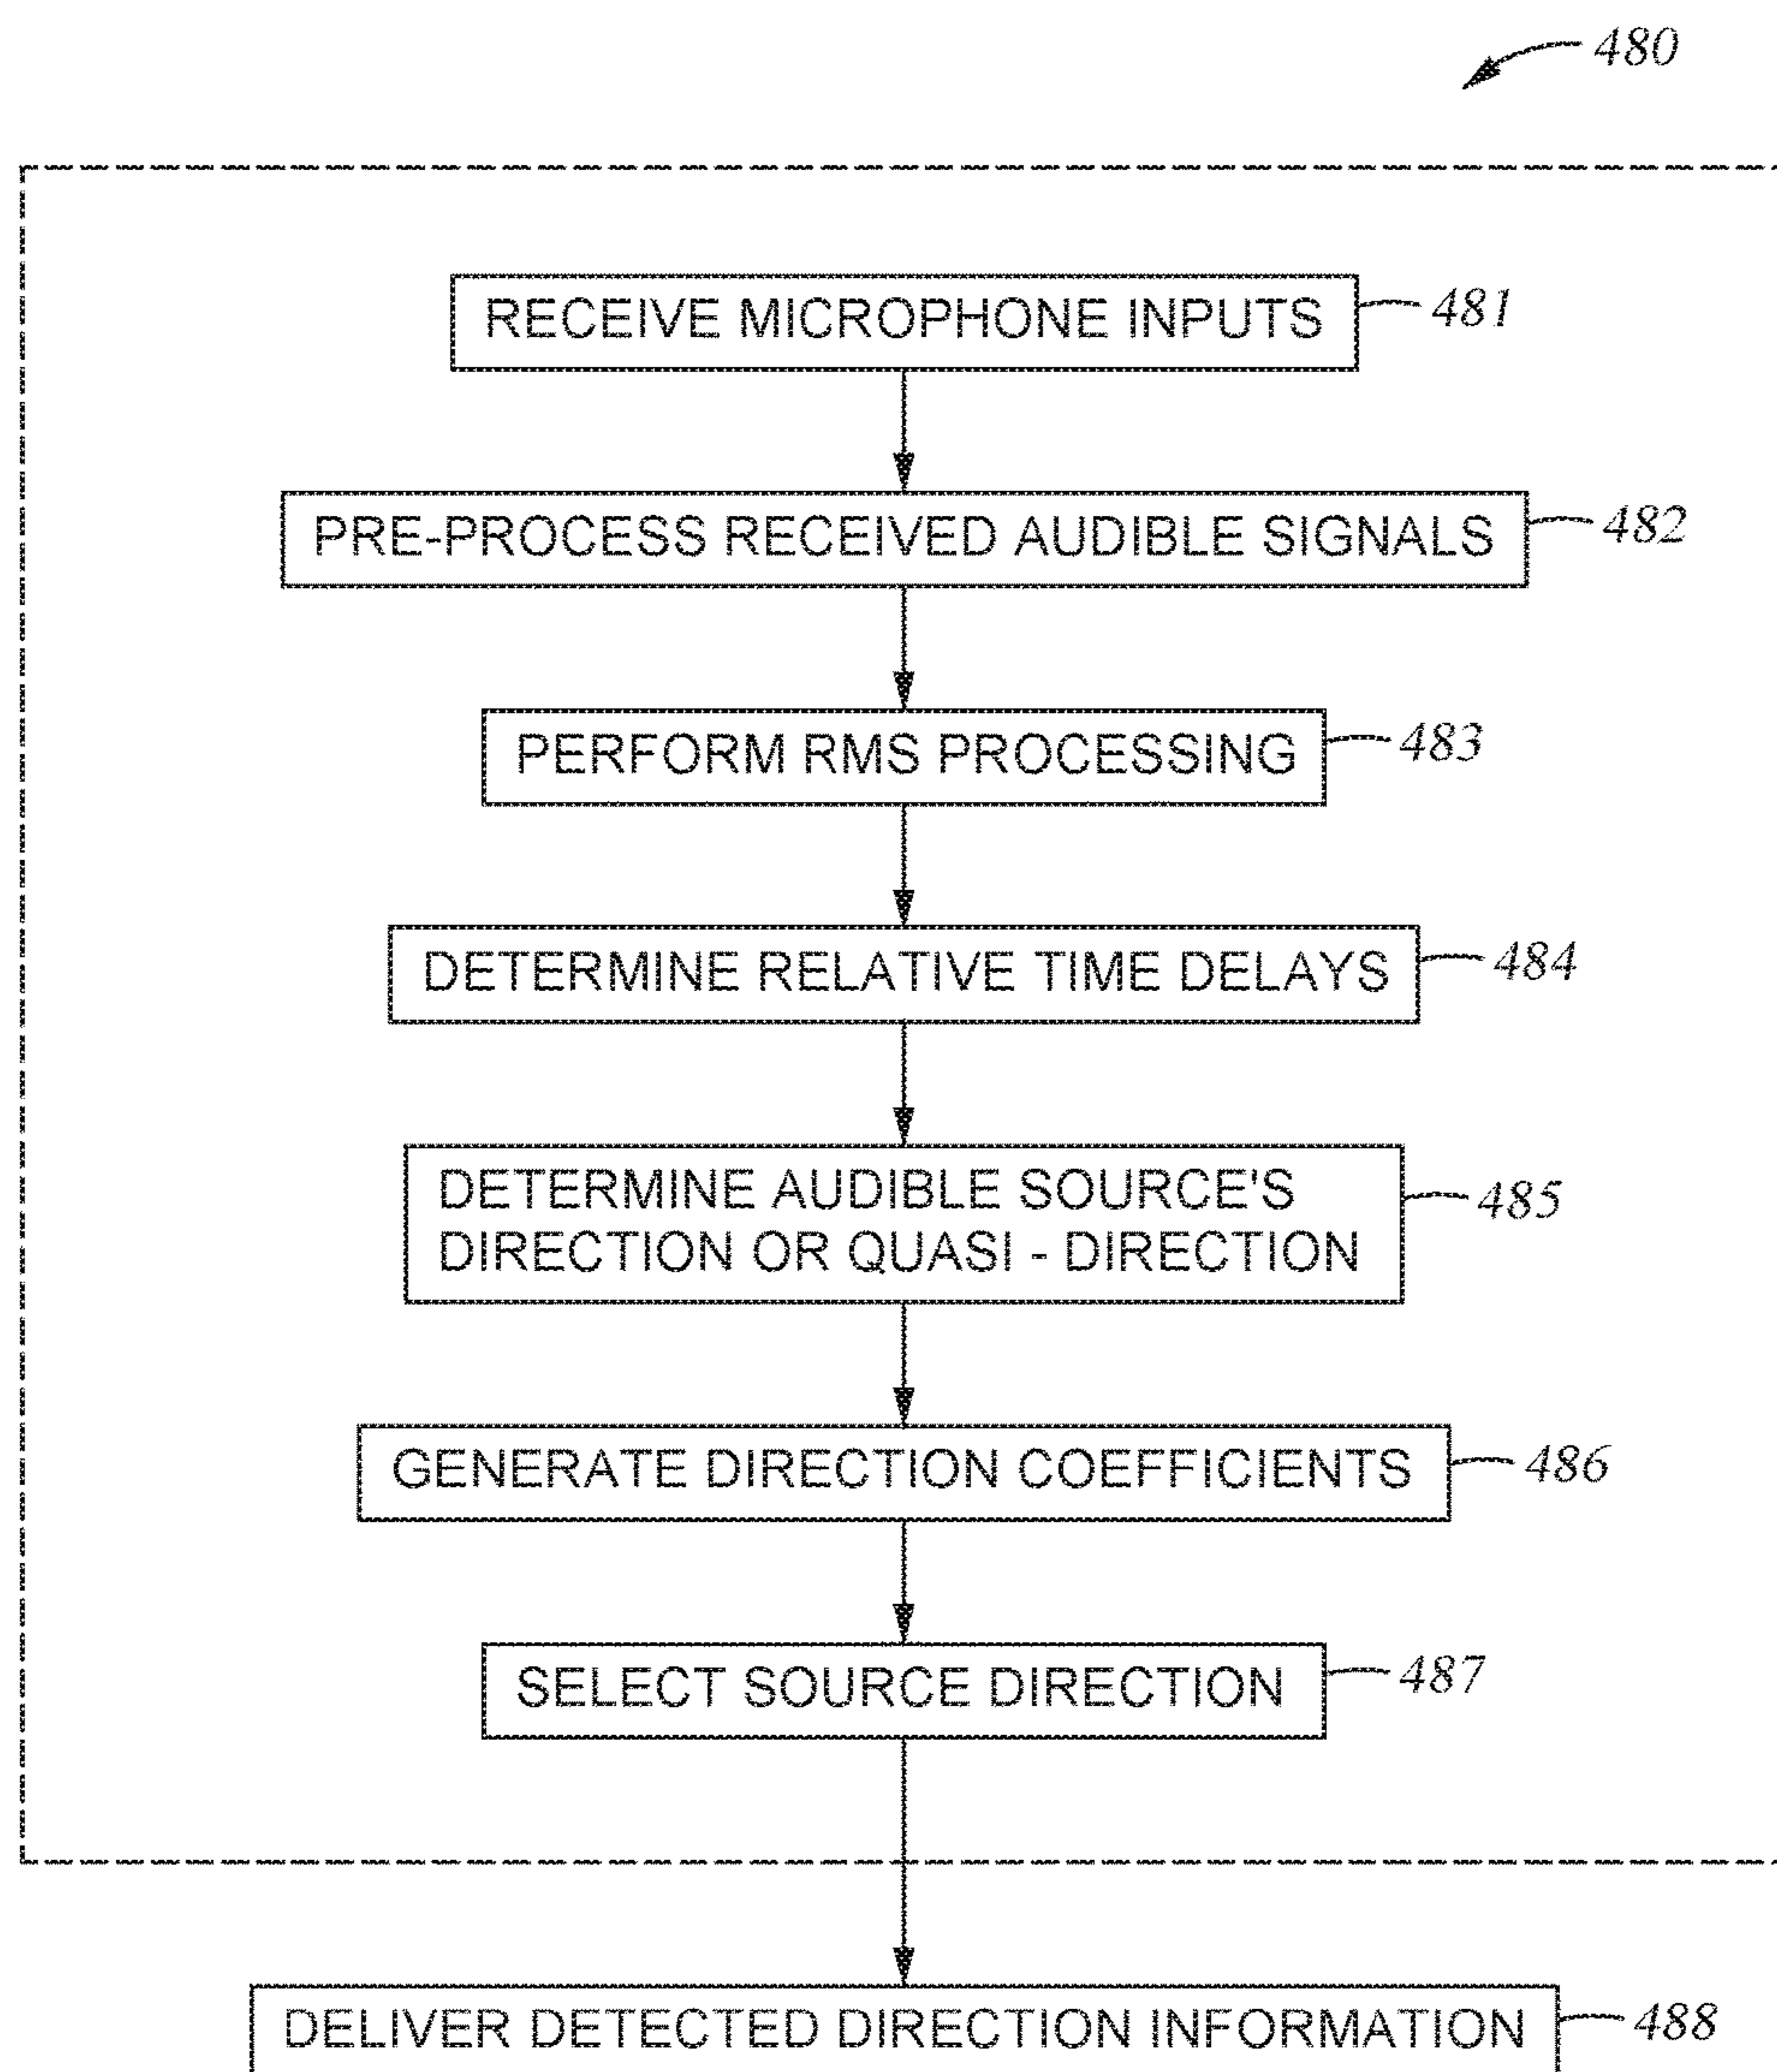 480
RECEIVE MICROPHONE INPUTS 481
PRE-PROCESS RECEIVED AUDIBLE SIGNALS 482
PERFORM RMS PROCESSING 483
DETERMINE RELATIVE TIME DELAYS 484
DETERMINE AUDIBLE SOURCE'S
DIRECTION OR QUASI - DIRECTION 485
GENERATE DIRECTION COEFFICIENTS 486
SELECT SOURCE DIRECTION 487
DELIVER DETECTED DIRECTION INFORMATION 488